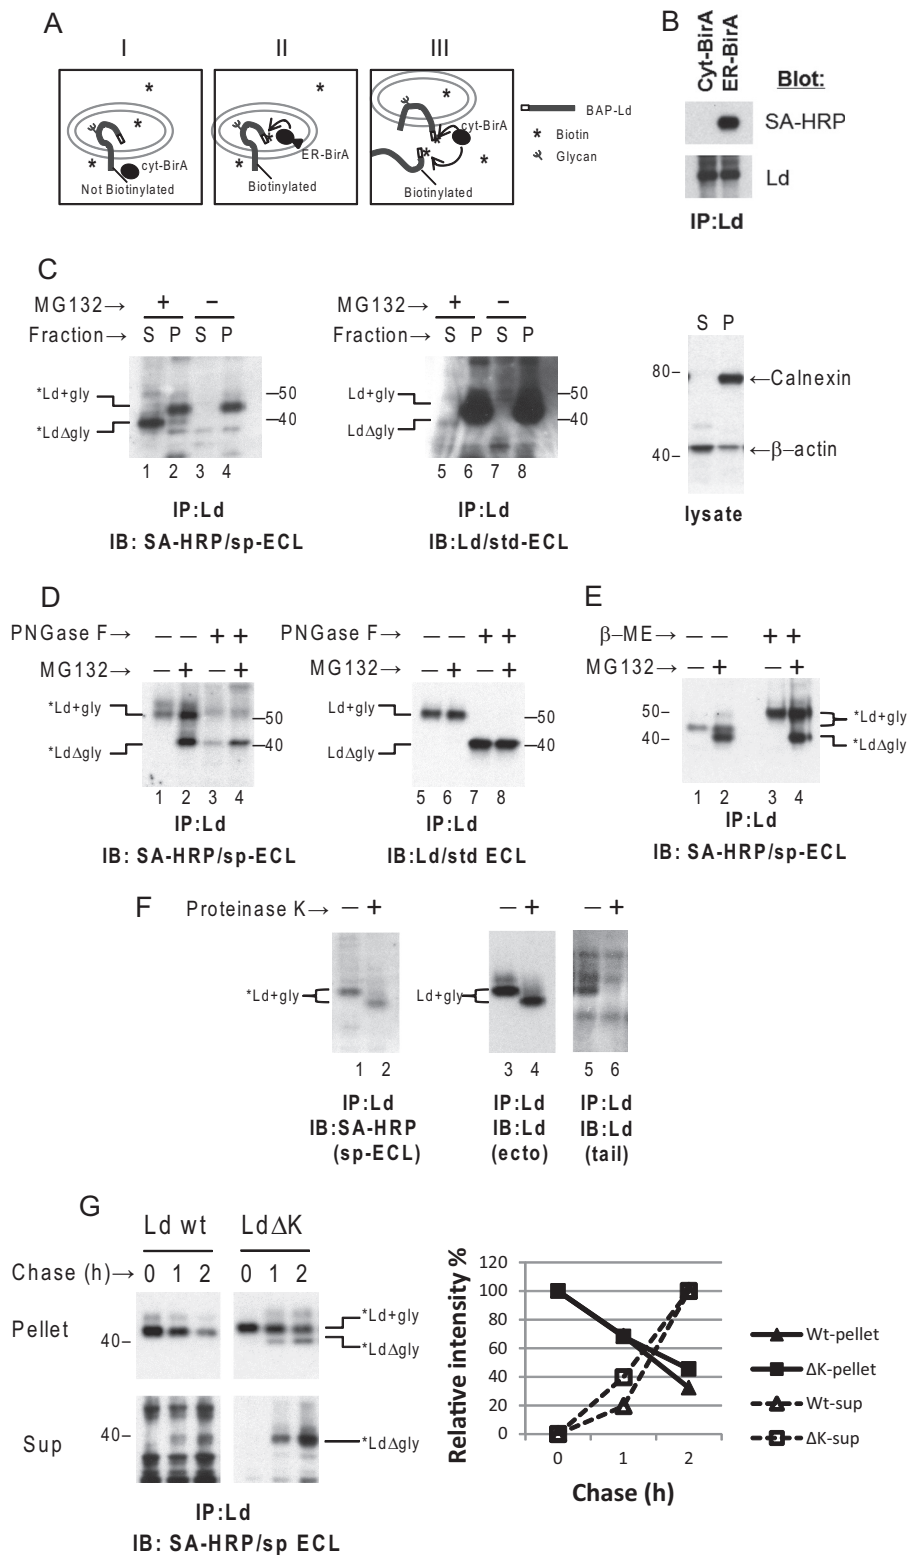 A
I II III
cyt-BirA
Not Biotinylated
ER-BirA
Biotinylated
cyt-BirA
Biotinylated
BAP-Ld
* Biotin
Glycan
B
Cyt-BirA
ER-BirA
Blot:
SA-HRP
Ld
IP:Ld
C
MG132→ + −
Fraction→ S P S P
*Ld+gly
*LdΔgly
–50
–40
1 2 3 4
IP:Ld
IB: SA-HRP/sp-ECL
MG132→ + −
Fraction→ S P S P
Ld+gly
LdΔgly
–50
–40
5 6 7 8
IP:Ld
IB:Ld/std-ECL
S P
80–
40–
←Calnexin
←β–actin
lysate
D
PNGase F→ — — + +
MG132→ — + — +
*Ld+gly
*LdΔgly
–50
–40
1 2 3 4
IP:Ld
IB: SA-HRP/sp-ECL
PNGase F→ — — + +
MG132→ — + — +
Ld+gly
LdΔgly
–50
–40
5 6 7 8
IP:Ld
IB:Ld/std ECL
E
β–ME→ — — + +
MG132→ — + — +
50–
40–
*Ld+gly
*LdΔgly
1 2 3 4
IP:Ld
IB: SA-HRP/sp-ECL
F
Proteinase K→ — + — + — +
*Ld+gly
Ld+gly
1 2 3 4 5 6
IP:Ld
IB:SA-HRP
(sp-ECL)
IP:Ld
IB:Ld
(ecto)
IP:Ld
IB:Ld
(tail)
G
Ld wt LdΔK
Chase (h)→ 0 1 2 0 1 2
Pellet
40–
*Ld+gly
*LdΔgly
Sup
40–
*LdΔgly
IP:Ld
IB: SA-HRP/sp ECL
Relative intensity %
120
100
80
60
40
20
0
0 1 2
Chase (h)
Wt-pellet
ΔK-pellet
Wt-sup
ΔK-sup